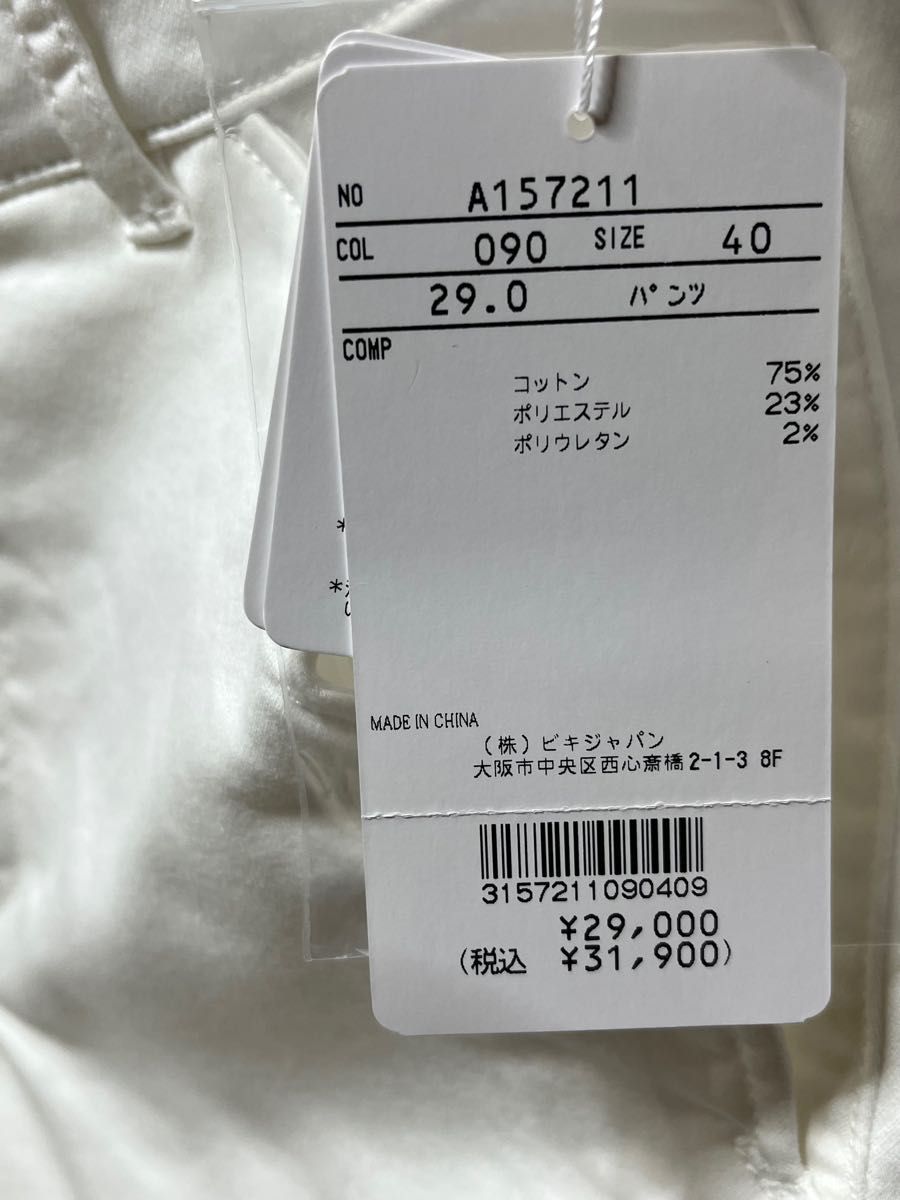 NO A157211
COL 090 SIZE 40
29.0 パンツ
COMP
コットン 75%
ポリエステル 23%
ポリウレタン 2%
MADE IN CHINA
(株)ビキジャパン
大阪市中央区西心斎橋2-1-3 8F
3157211090409
¥29,000
(税込 ¥31,900)
*
*